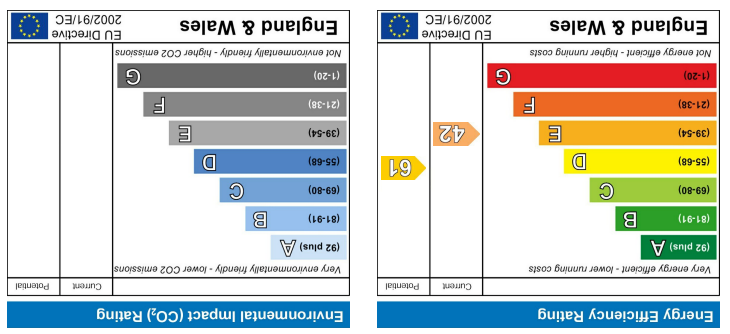 Energy Efficiency Rating
Current Potential
Very energy efficient - lower running costs
(92 plus) A
(81-91) B
(69-80) C
(55-68) D
(39-54) E
(21-38) F
(1-20) G
42
61
Not energy efficient - higher running costs
England & Wales
EU Directive
2002/91/EC
Environmental Impact (CO₂) Rating
Current Potential
Very environmentally friendly - lower CO2 emissions
(92 plus) A
(81-91) B
(69-80) C
(55-68) D
(39-54) E
(21-38) F
(1-20) G
Not environmentally friendly - higher CO2 emissions
England & Wales
EU Directive
2002/91/EC